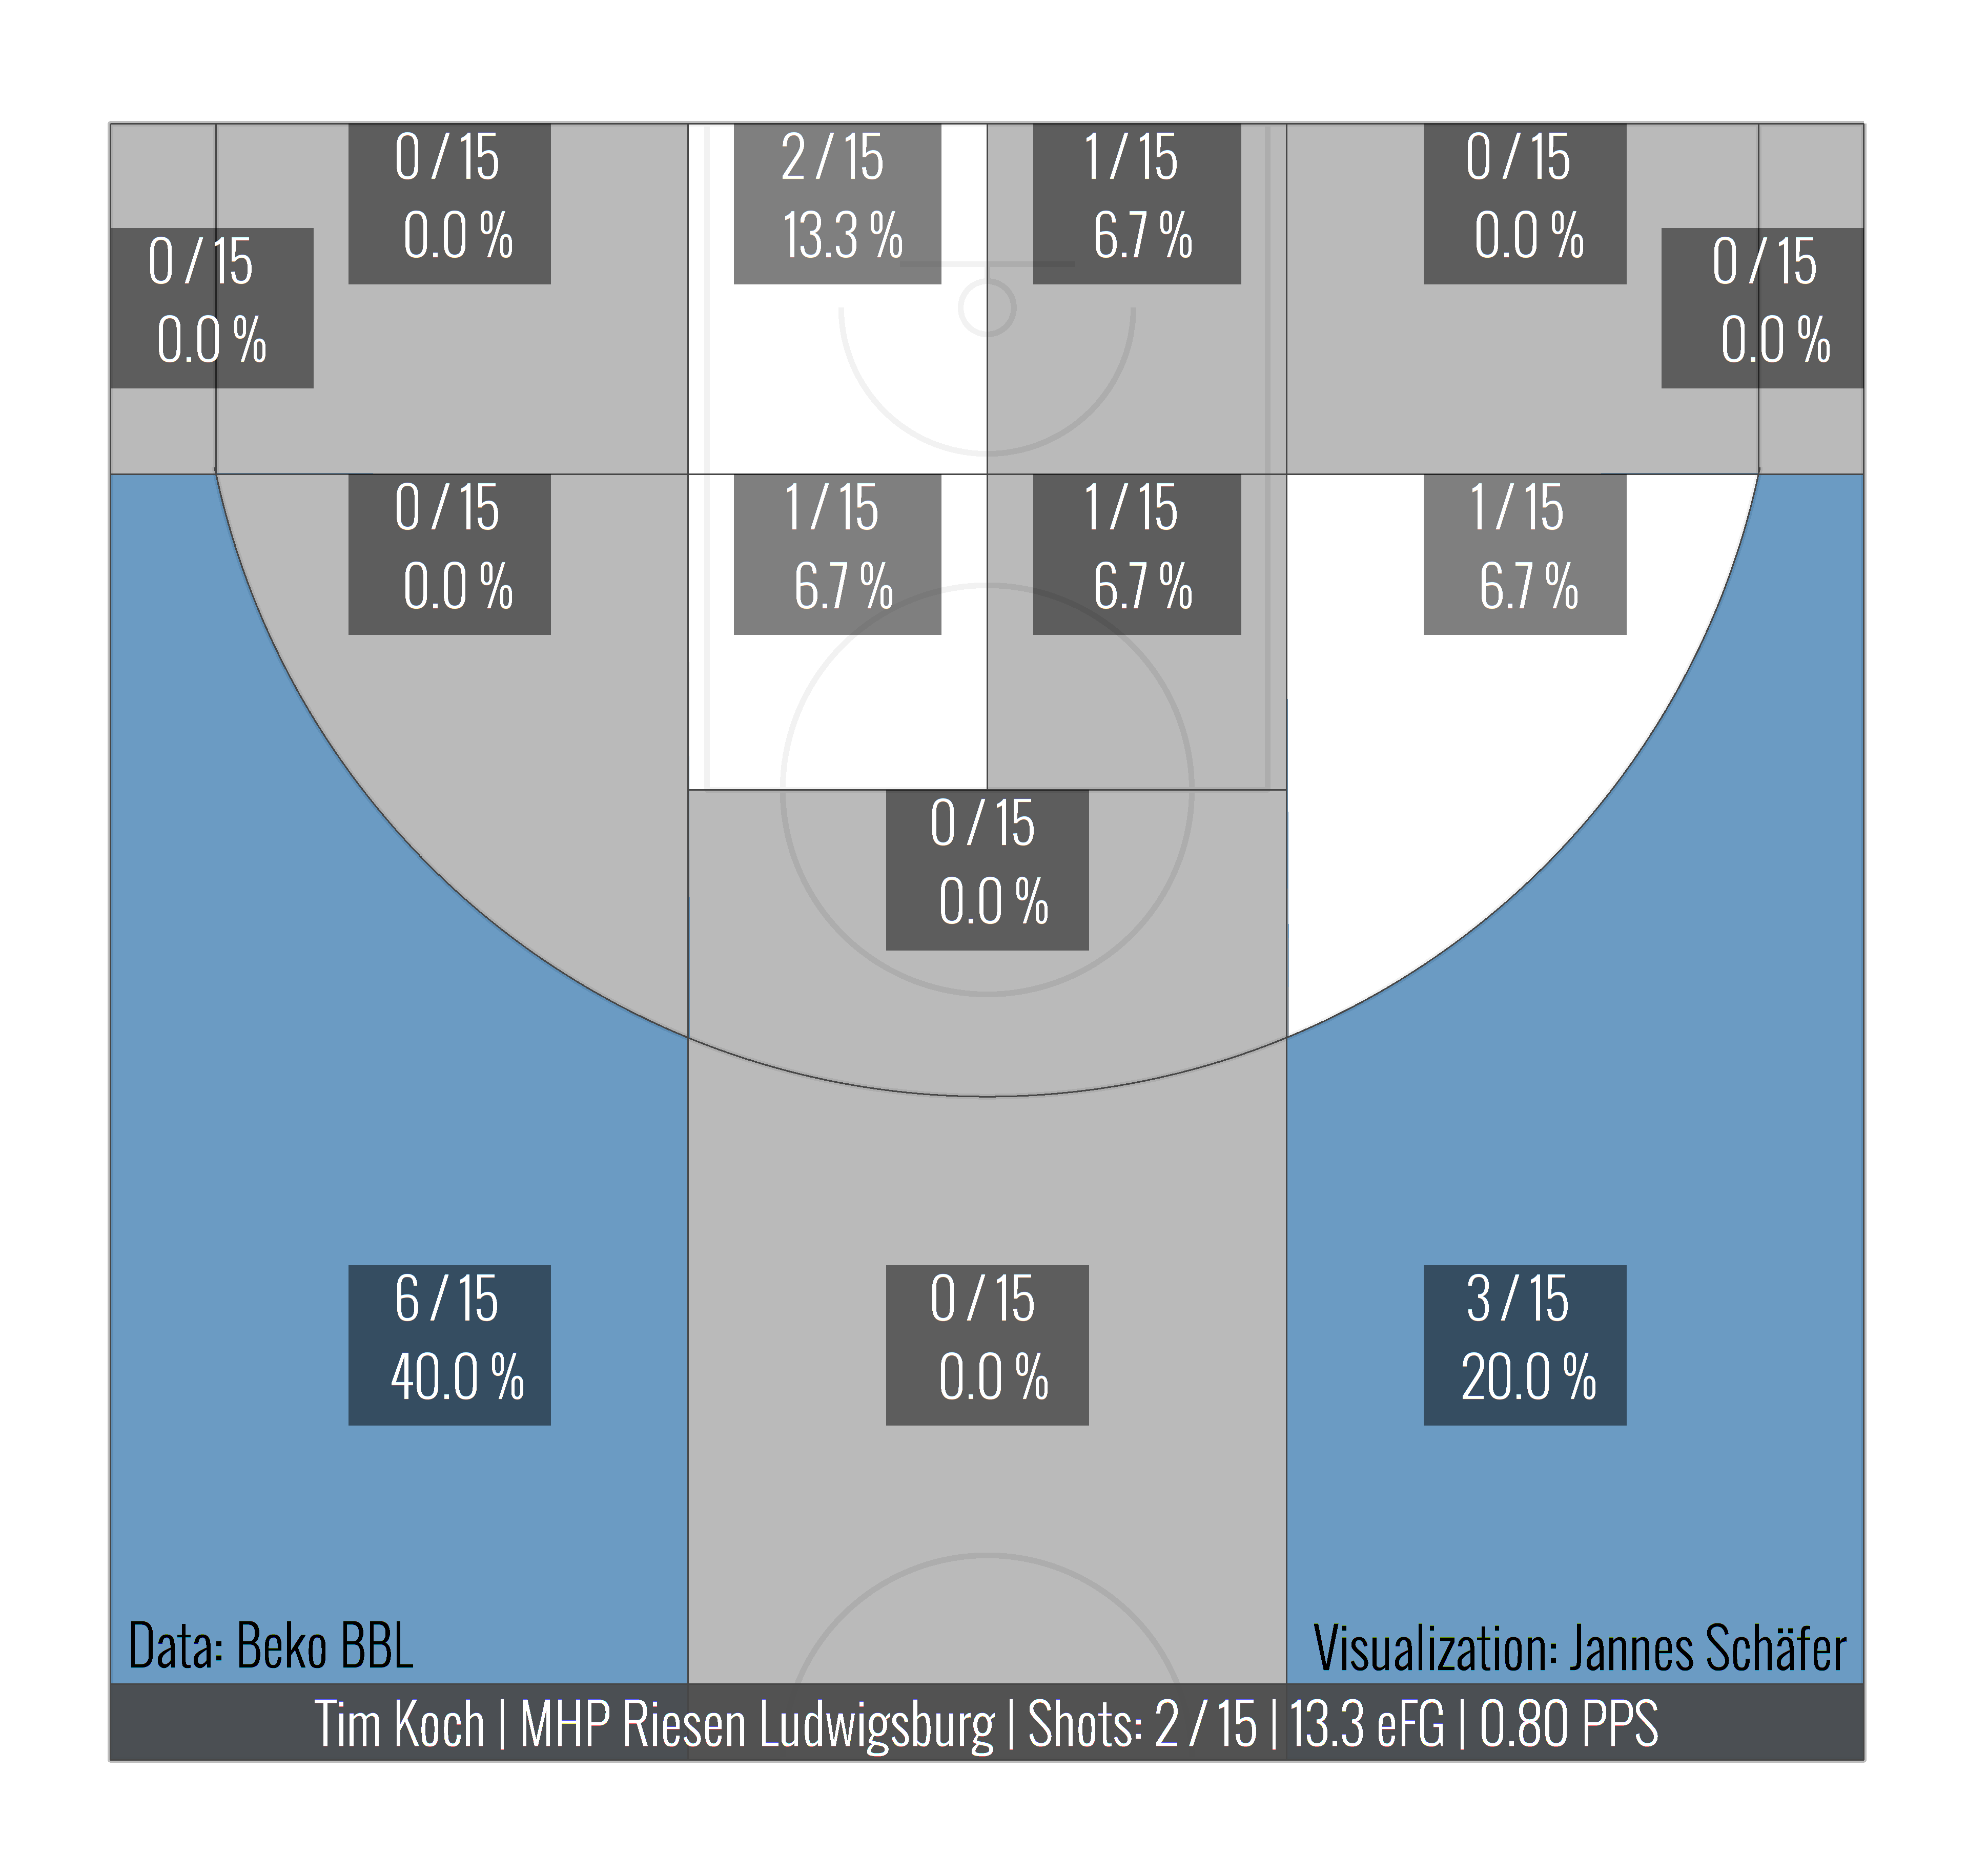 0 / 15
0.0 %
2 / 15
13.3 %
1 / 15
6.7 %
0 / 15
0.0 %
0 / 15
0.0 %
0 / 15
0.0 %
0 / 15
0.0 %
1 / 15
6.7 %
1 / 15
6.7 %
1 / 15
6.7 %
0 / 15
0.0 %
6 / 15
40.0 %
0 / 15
0.0 %
3 / 15
20.0 %
Data: Beko BBL
Visualization: Jannes Schäfer
Tim Koch | MHP Riesen Ludwigsburg | Shots: 2 / 15 | 13.3 eFG | 0.80 PPS